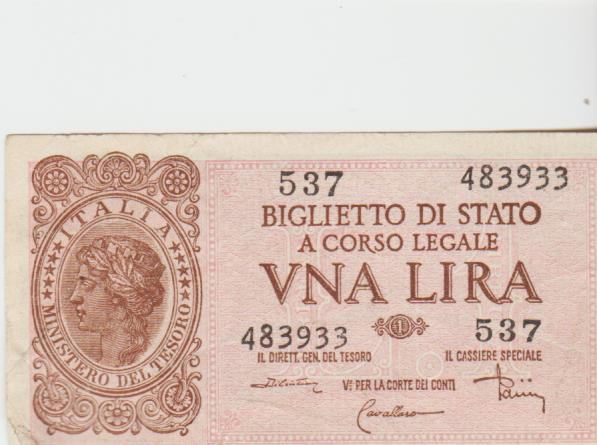 ITALIA
MINISTERO DEL TESORO
537 483933
BIGLIETTO DI STATO
A CORSO LEGALE
VNA LIRA
483933 1 537
IL DIRETT. GEN. DEL TESORO IL CASSIERE SPECIALE
Vº PER LA CORTE DEI CONTI
Cavallaro